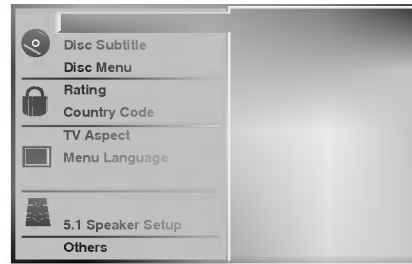 Disc Subtitle
Disc Menu
Rating
Country Code
TV Aspect
Menu Language
5.1 Speaker Setup
Others